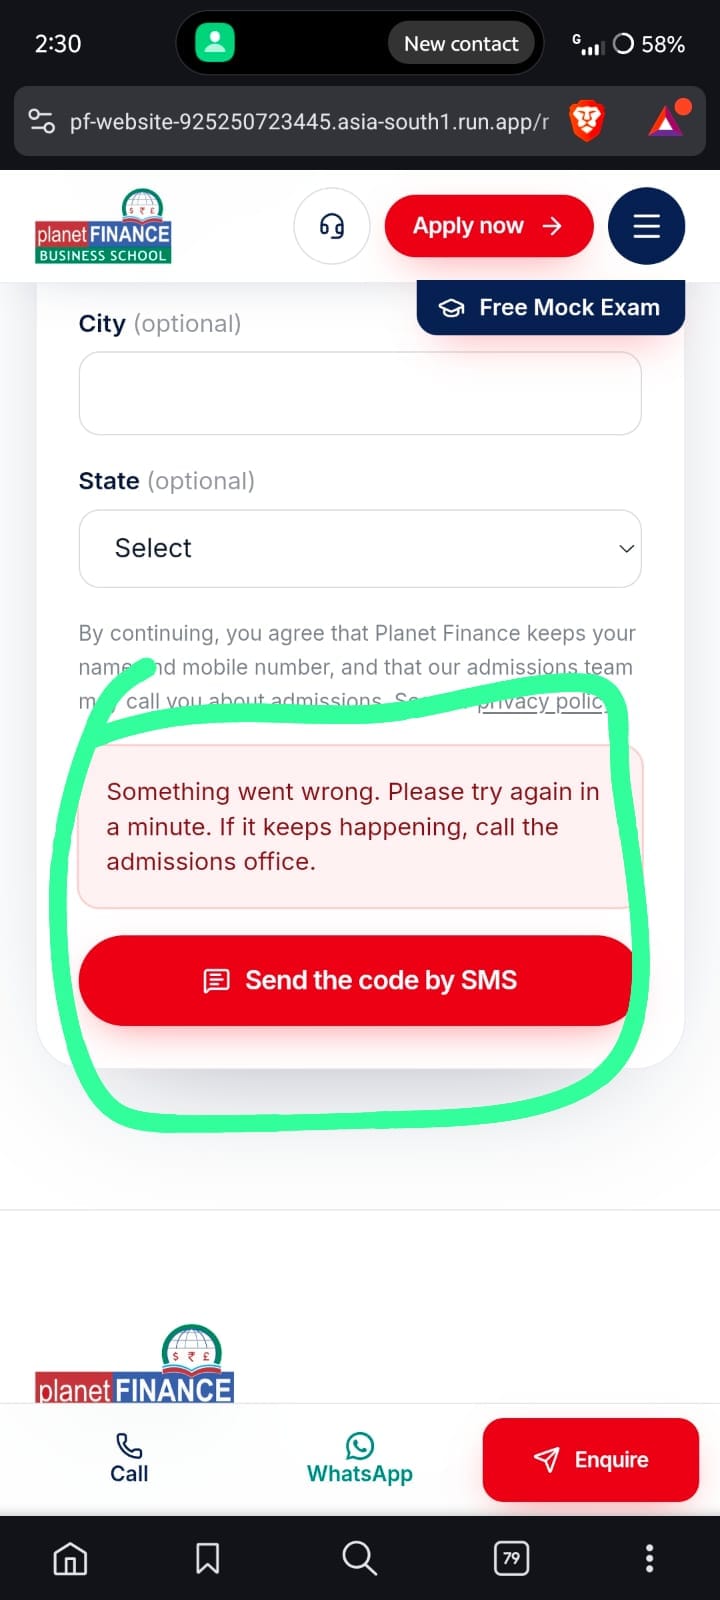 2:30
New contact
G
58%
pf-website-925250723445.asia-south1.run.app/r
$ ₹ £
planet FINANCE
BUSINESS SCHOOL
Apply now
Free Mock Exam
City (optional)
State (optional)
Select
By continuing, you agree that Planet Finance keeps your
name and mobile number, and that our admissions team
call you about admissions. privacy policy
Something went wrong. Please try again in
a minute. If it keeps happening, call the
admissions office.
Send the code by SMS
$ ₹ £
planet FINANCE
Call
WhatsApp
Enquire
79